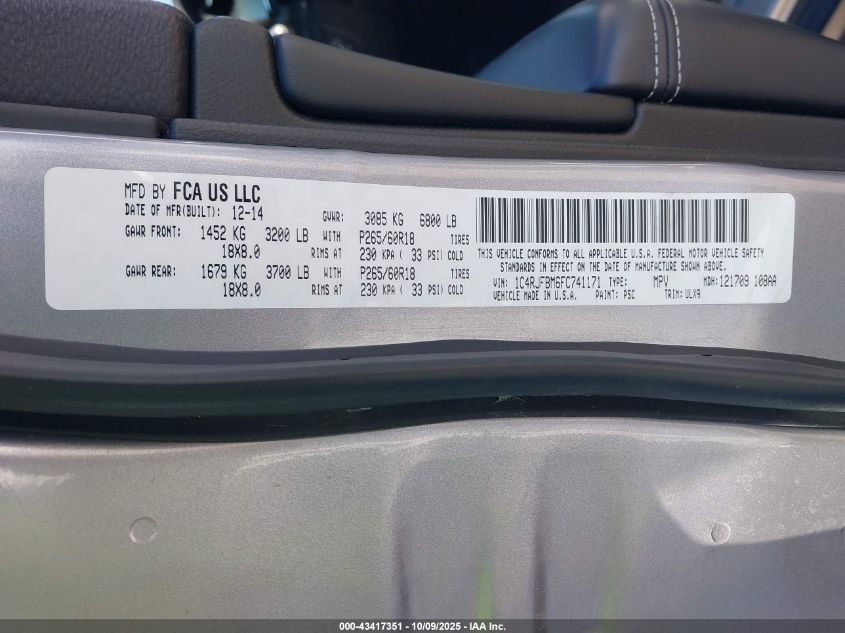 MFD BY FCA US LLC
DATE OF MFR(BUILT): 12-14 GVWR: 3085 KG 6800 LB
GAWR FRONT: 1452 KG 3200 LB WITH P265/60R18 TIRES
18X8.0 RIMS AT 230 KPA ( 33 PSI) COLD
GAWR REAR: 1679 KG 3700 LB WITH P265/60R18 TIRES
18X8.0 RIMS AT 230 KPA ( 33 PSI) COLD
THIS VEHICLE CONFORMS TO ALL APPLICABLE U.S.A. FEDERAL MOTOR VEHICLE SAFETY
STANDARDS IN EFFECT ON THE DATE OF MANUFACTURE SHOWN ABOVE.
VIN: 1C4RJFBM6FC741171 TYPE: MPV MDH:121709 108AA
VEHICLE MADE IN U.S.A. PAINT: PSC TRIM: ULX9
000-43417351 - 10/09/2025 - IAA Inc.